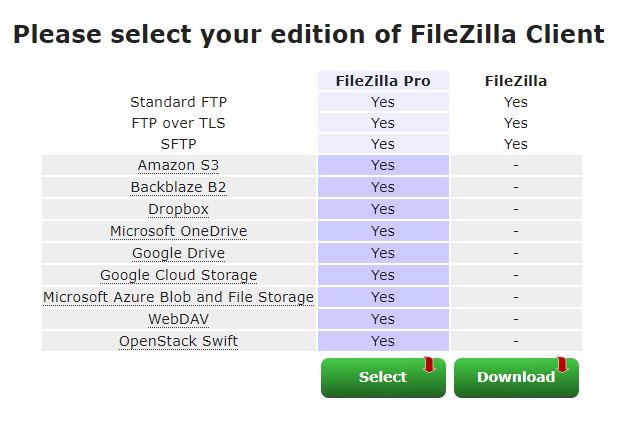 Please select your edition of FileZilla Client
FileZilla Pro FileZilla
Standard FTP Yes Yes
FTP over TLS Yes Yes
SFTP Yes Yes
Amazon S3 Yes -
Backblaze B2 Yes -
Dropbox Yes -
Microsoft OneDrive Yes -
Google Drive Yes -
Google Cloud Storage Yes -
Microsoft Azure Blob and File Storage Yes -
WebDAV Yes -
OpenStack Swift Yes -
Select Download